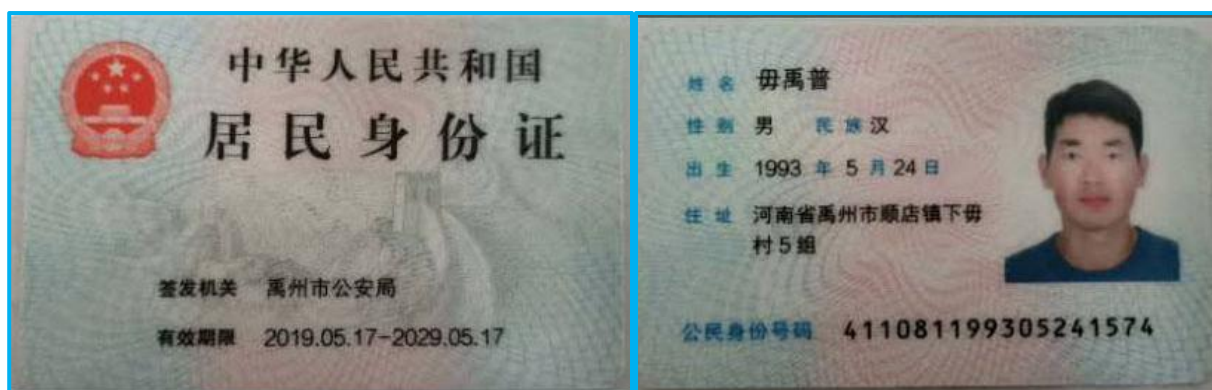 中华人民共和国
居民身份证
签发机关 禹州市公安局
有效期限 2019.05.17-2029.05.17
姓名 毋禹普
性别 男 民族 汉
出生 1993 年 5 月 24 日
住址 河南省禹州市顺店镇下毋
村5组
公民身份号码 411081199305241574